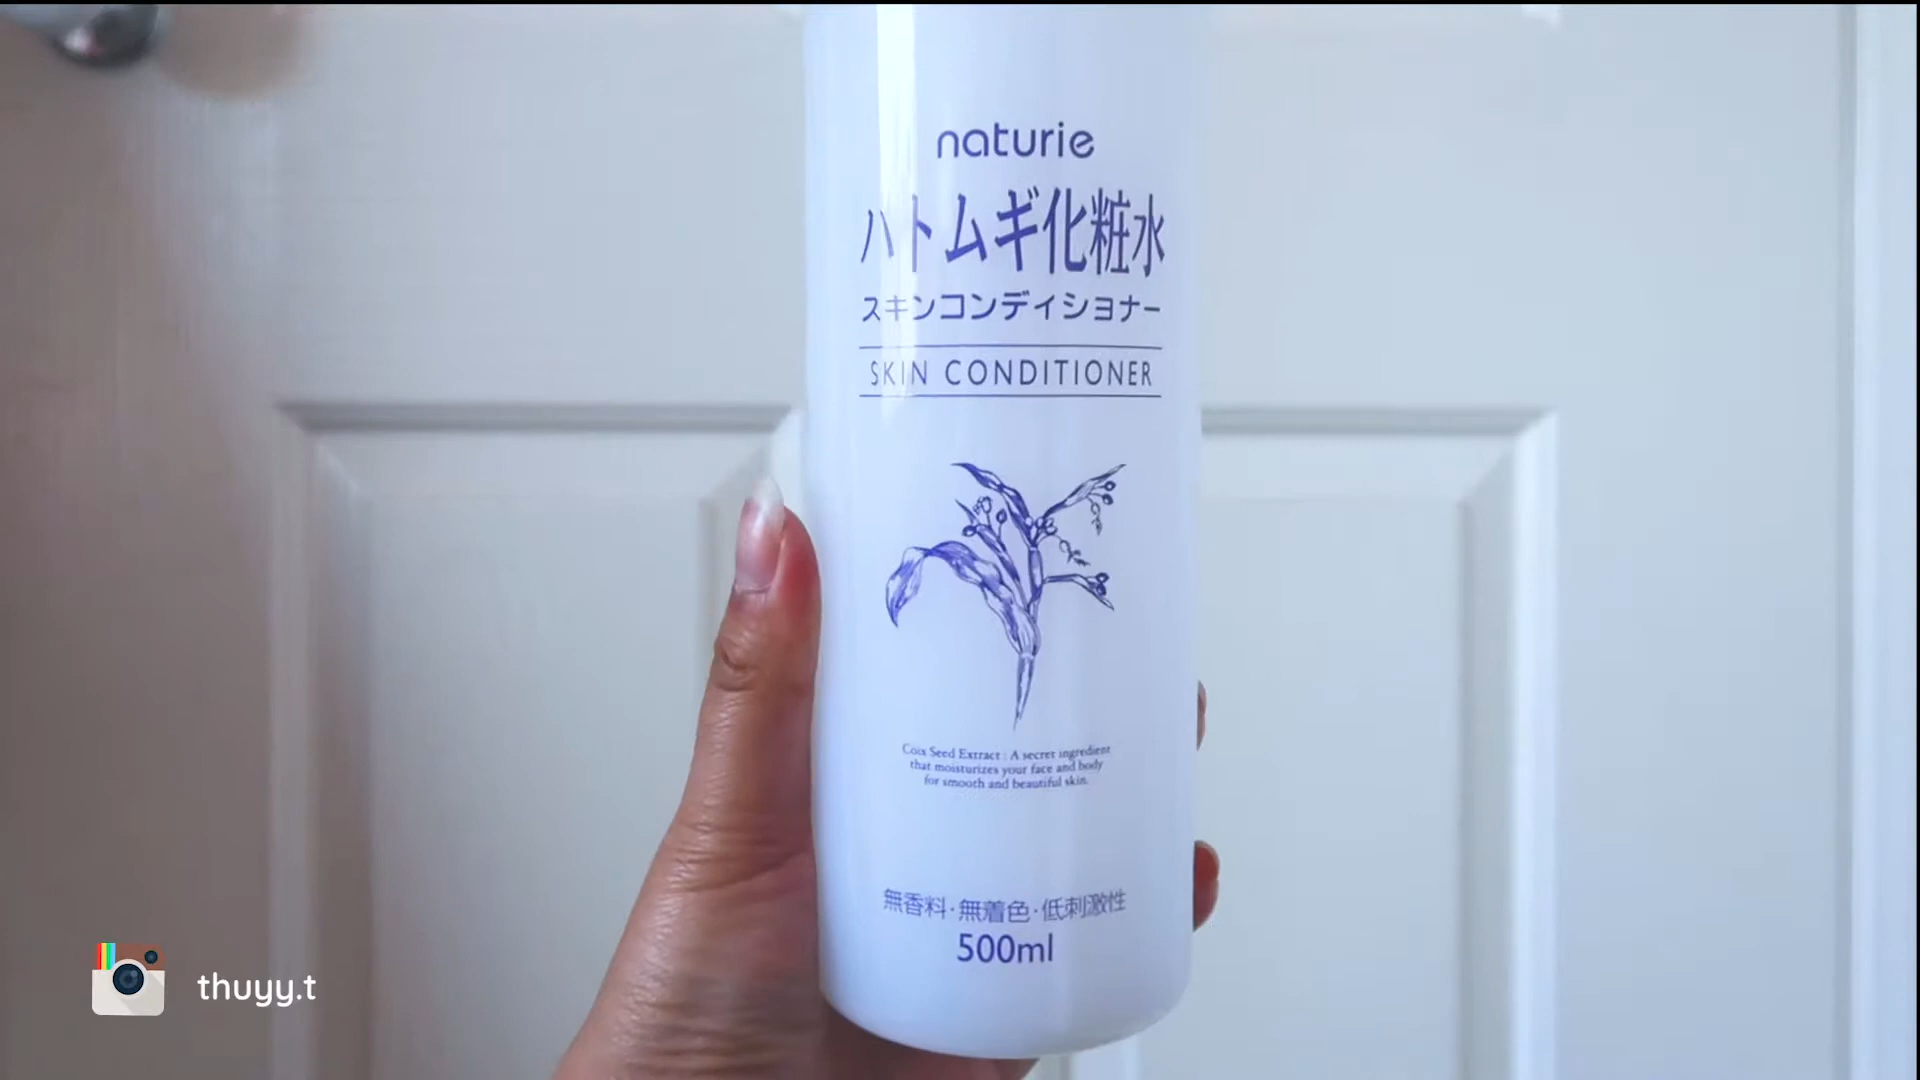 naturie
ハトムギ化粧水
スキンコンディショナー
SKIN CONDITIONER
Coix Seed Extract : A secret ingredient
that moisturizes your face and body
for smooth and beautiful skin.
無香料・無着色・低刺激性
500ml
thuyy.t